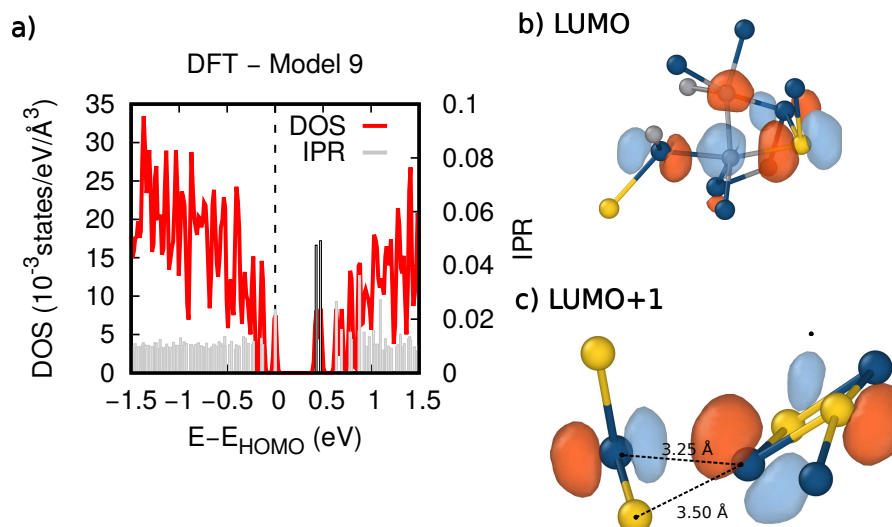 a)
DFT − Model 9
DOS (10⁻³states/eV/Å³)
35
30
25
20
15
10
5
0
DOS
IPR
0.1
0.08
0.06
0.04
0.02
0
IPR
−1.5 −1 −0.5 0 0.5 1 1.5
E−E_HOMO (eV)
b) LUMO
c) LUMO+1
3.25 Å
3.50 Å